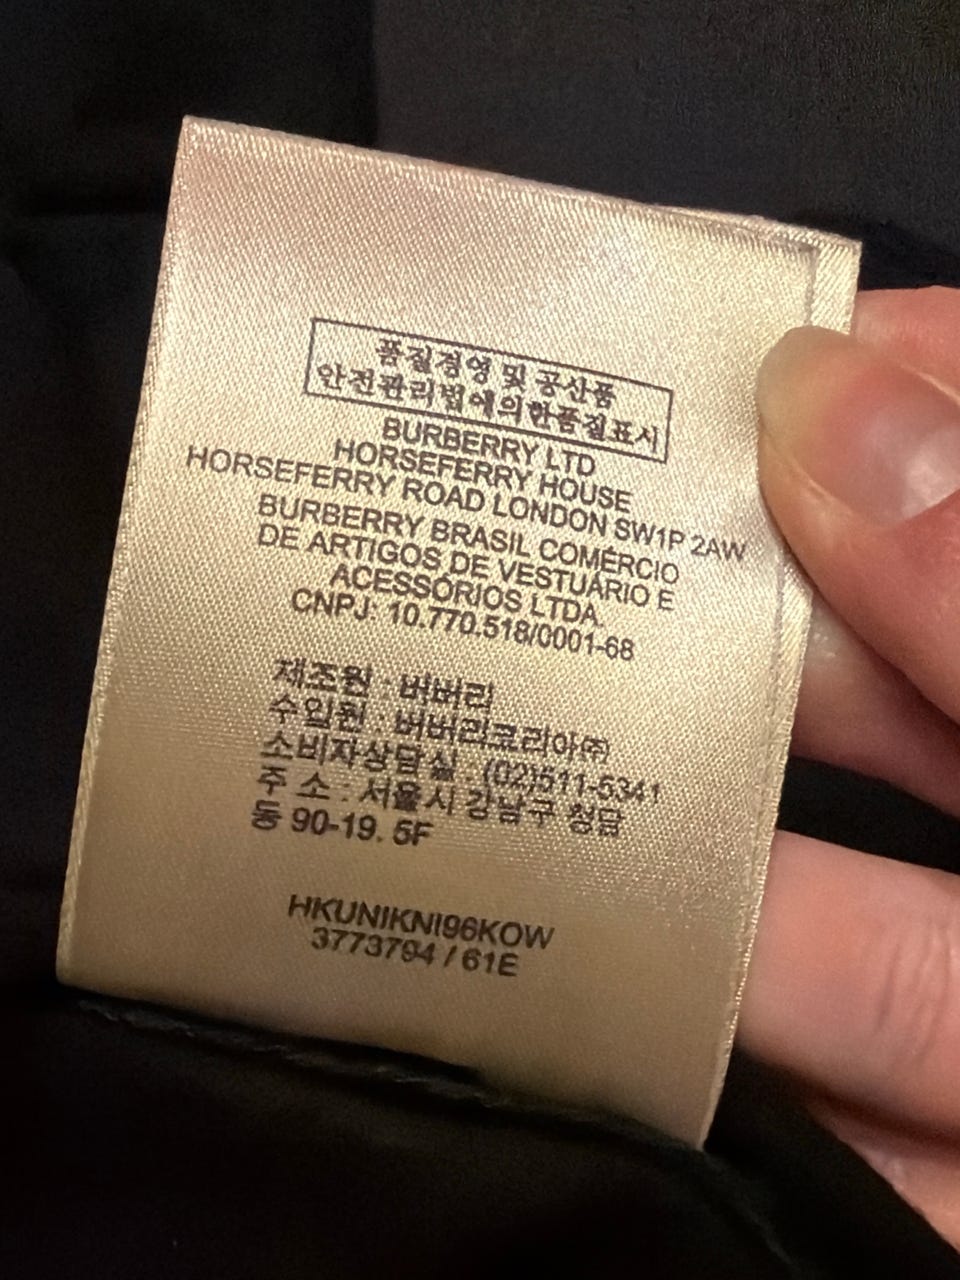 품질경영 및 공산품
안전관리법에의한품질표시
BURBERRY LTD
HORSEFERRY HOUSE
HORSEFERRY ROAD LONDON SW1P 2AW
BURBERRY BRASIL COMÉRCIO
DE ARTIGOS DE VESTUÁRIO E
ACESSÓRIOS LTDA.
CNPJ: 10.770.518/0001-68
제조원 : 버버리
수입원 : 버버리코리아㈜
소비자상담실 : (02)511-5341
주 소 : 서울시 강남구 청담
동 90-19. 5F
HKUNIKNI96KOW
3773794 / 61E